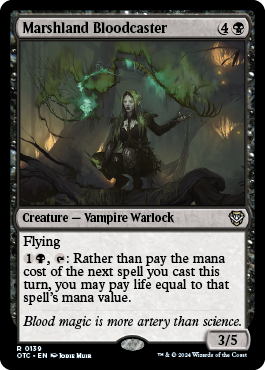 Marshland Bloodcaster 4
Creature — Vampire Warlock
Flying
1 , : Rather than pay the mana
cost of the next spell you cast this
turn, you may pay life equal to that
spell's mana value.
Blood magic is more artery than science.
3/5
R 0139
OTC • EN Jodie Muir
™ & © 2024 Wizards of the Coast